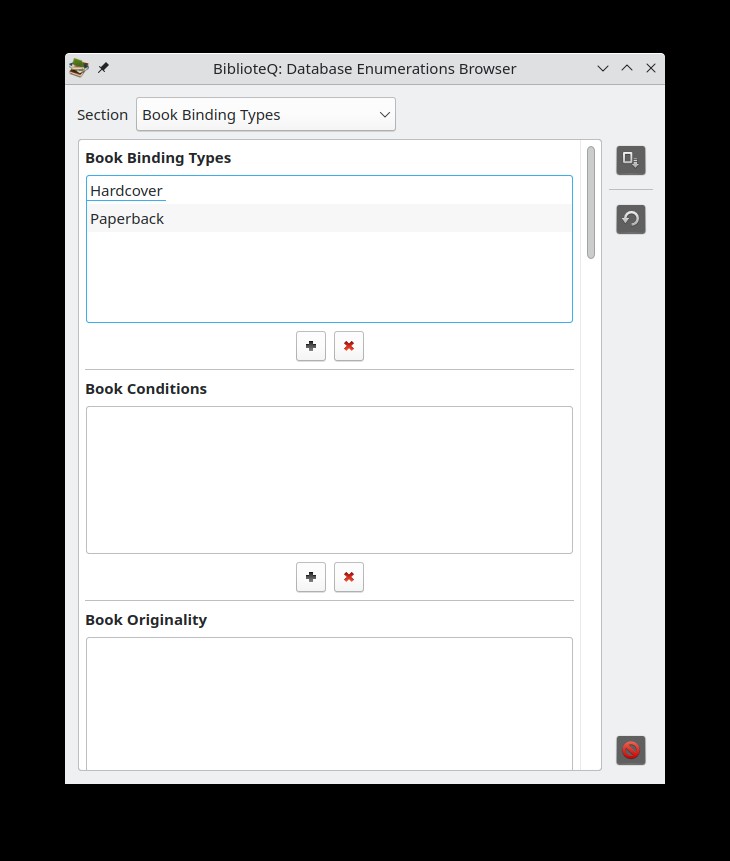 BiblioteQ: Database Enumerations Browser
Section
Book Binding Types
Book Binding Types
Hardcover
Paperback
Book Conditions
Book Originality